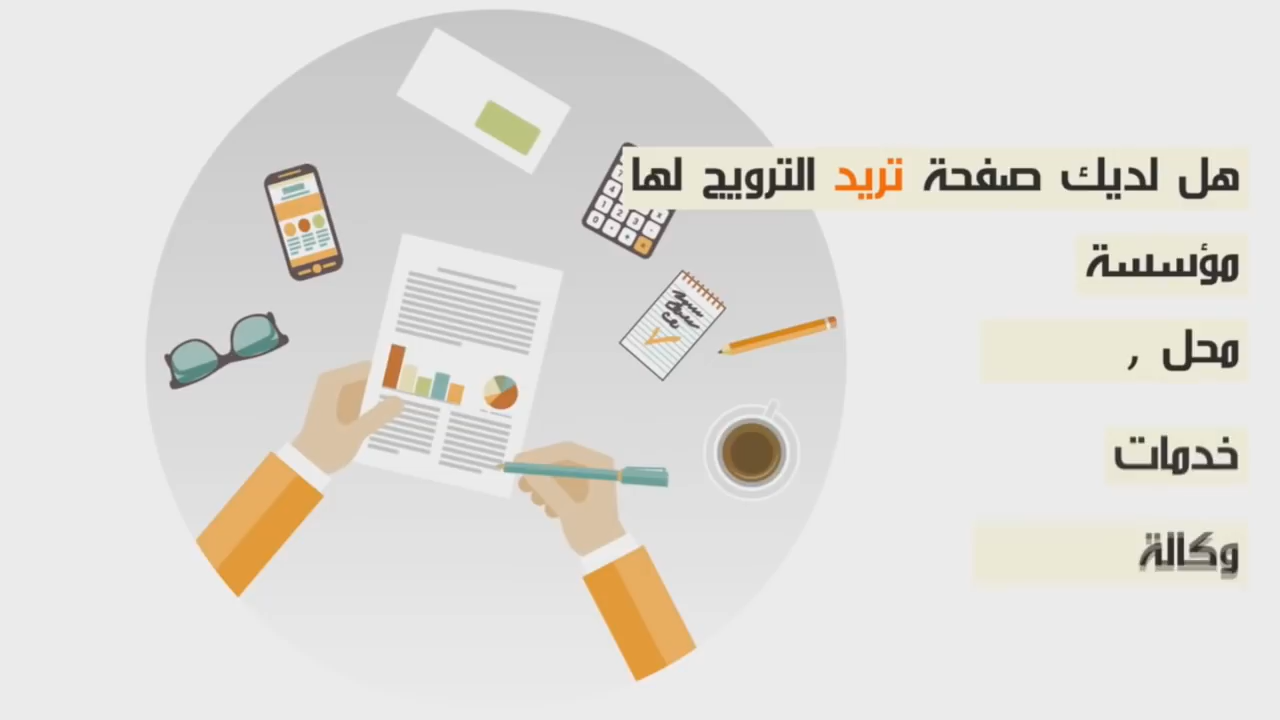 هل لديك صفحة تريد الترويج لها
مؤسسة
محل ,
خدمات
وكالة